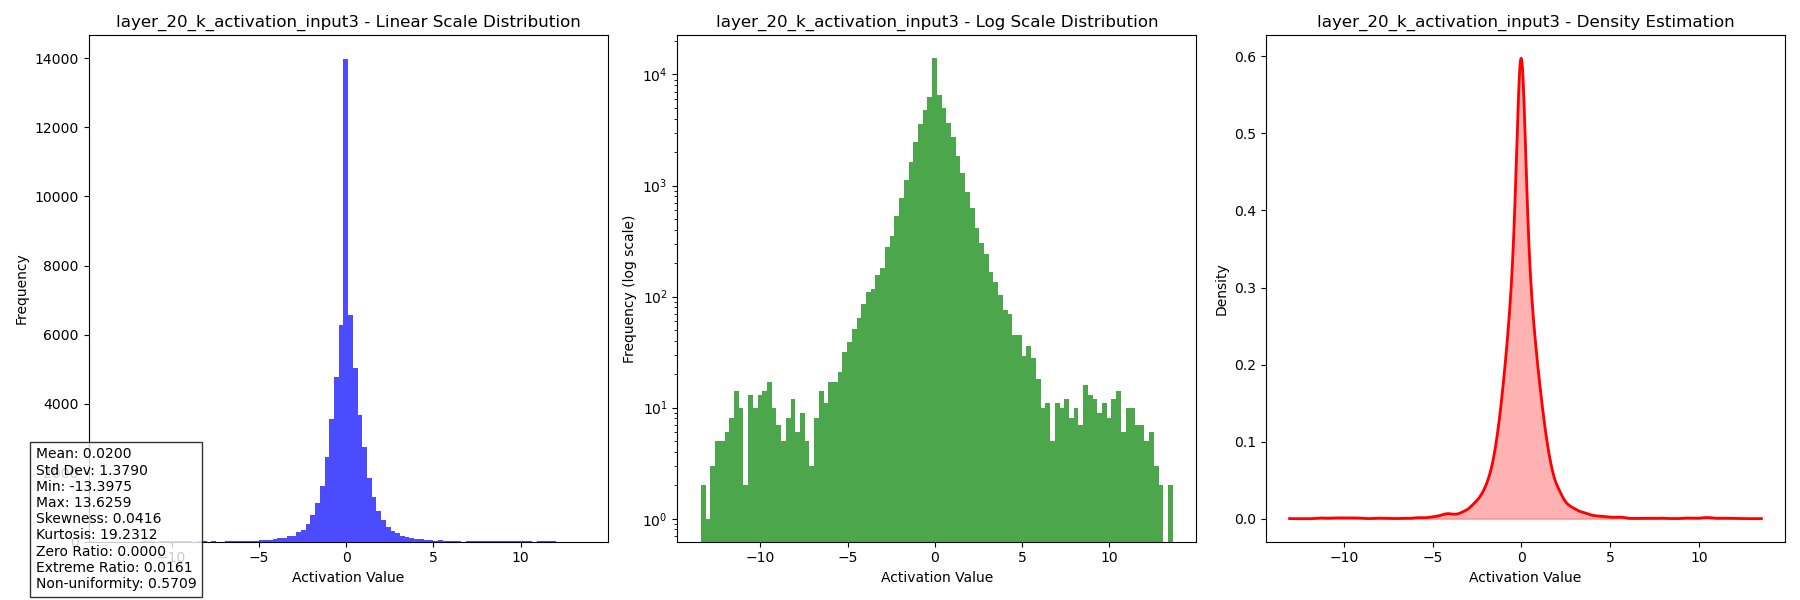 layer_20_k_activation_input3 - Linear Scale Distribution
14000
12000
10000
8000
6000
4000
2000
0
Frequency
−10
−5
0
5
10
Activation Value
Mean: 0.0200
Std Dev: 1.3790
Min: -13.3975
Max: 13.6259
Skewness: 0.0416
Kurtosis: 19.2312
Zero Ratio: 0.0000
Extreme Ratio: 0.0161
Non-uniformity: 0.5709
layer_20_k_activation_input3 - Log Scale Distribution
10⁴
10³
10²
10¹
10⁰
Frequency (log scale)
−10
−5
0
5
10
Activation Value
layer_20_k_activation_input3 - Density Estimation
0.6
0.5
0.4
0.3
0.2
0.1
0.0
Density
−10
−5
0
5
10
Activation Value